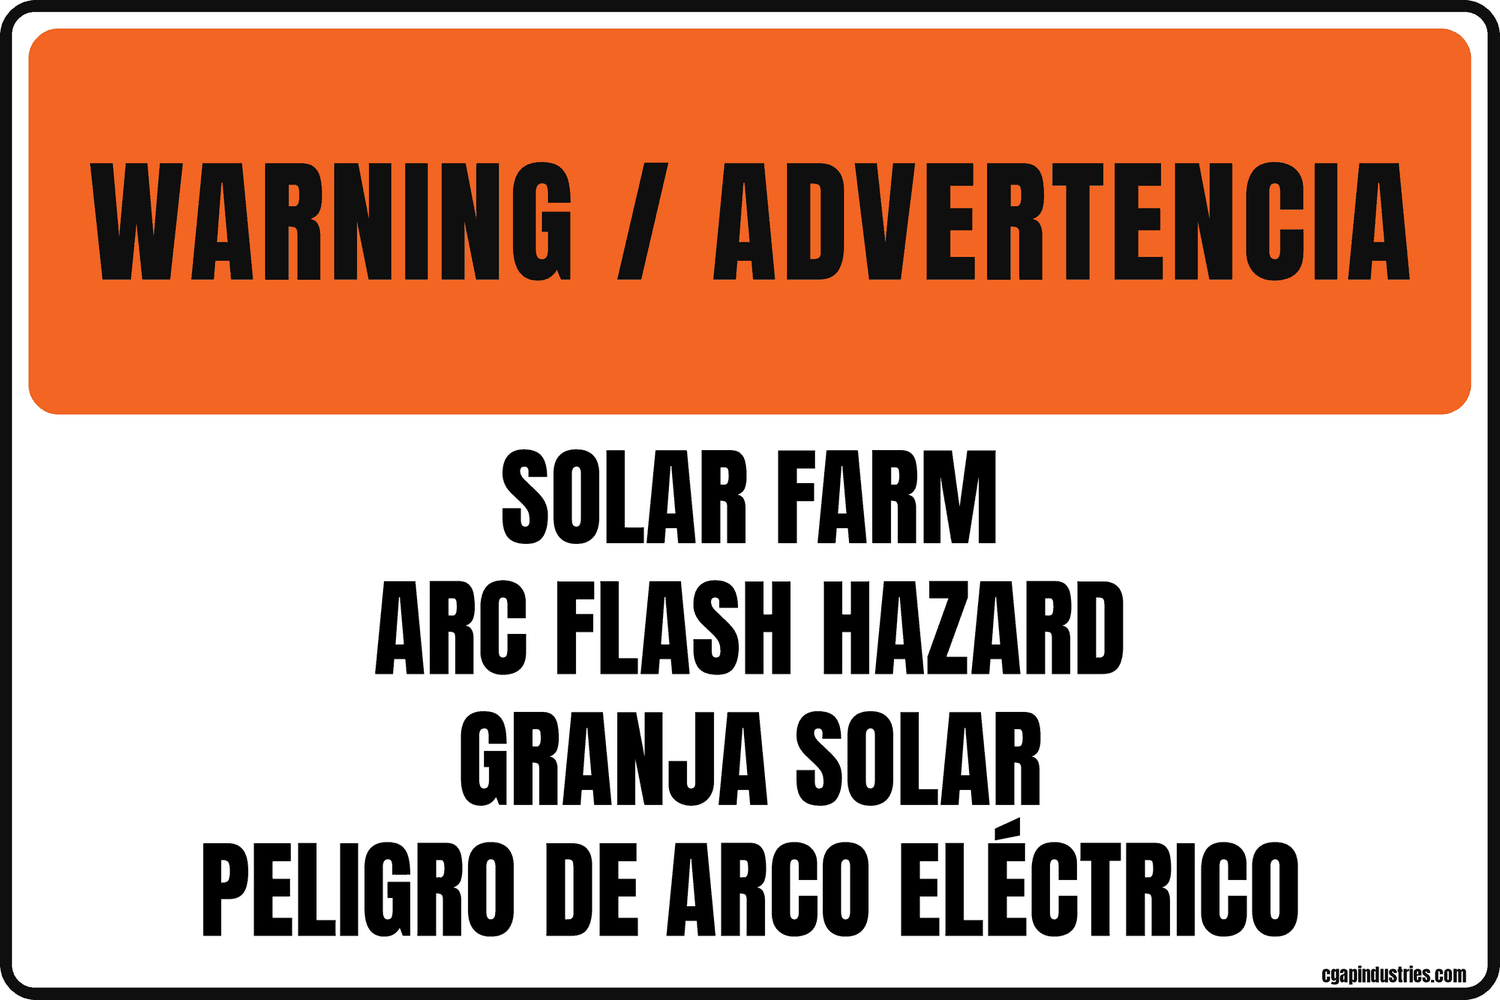 WARNING / ADVERTENCIA
SOLAR FARM
ARC FLASH HAZARD
GRANJA SOLAR
PELIGRO DE ARCO ELÉCTRICO
cgapindustries.com